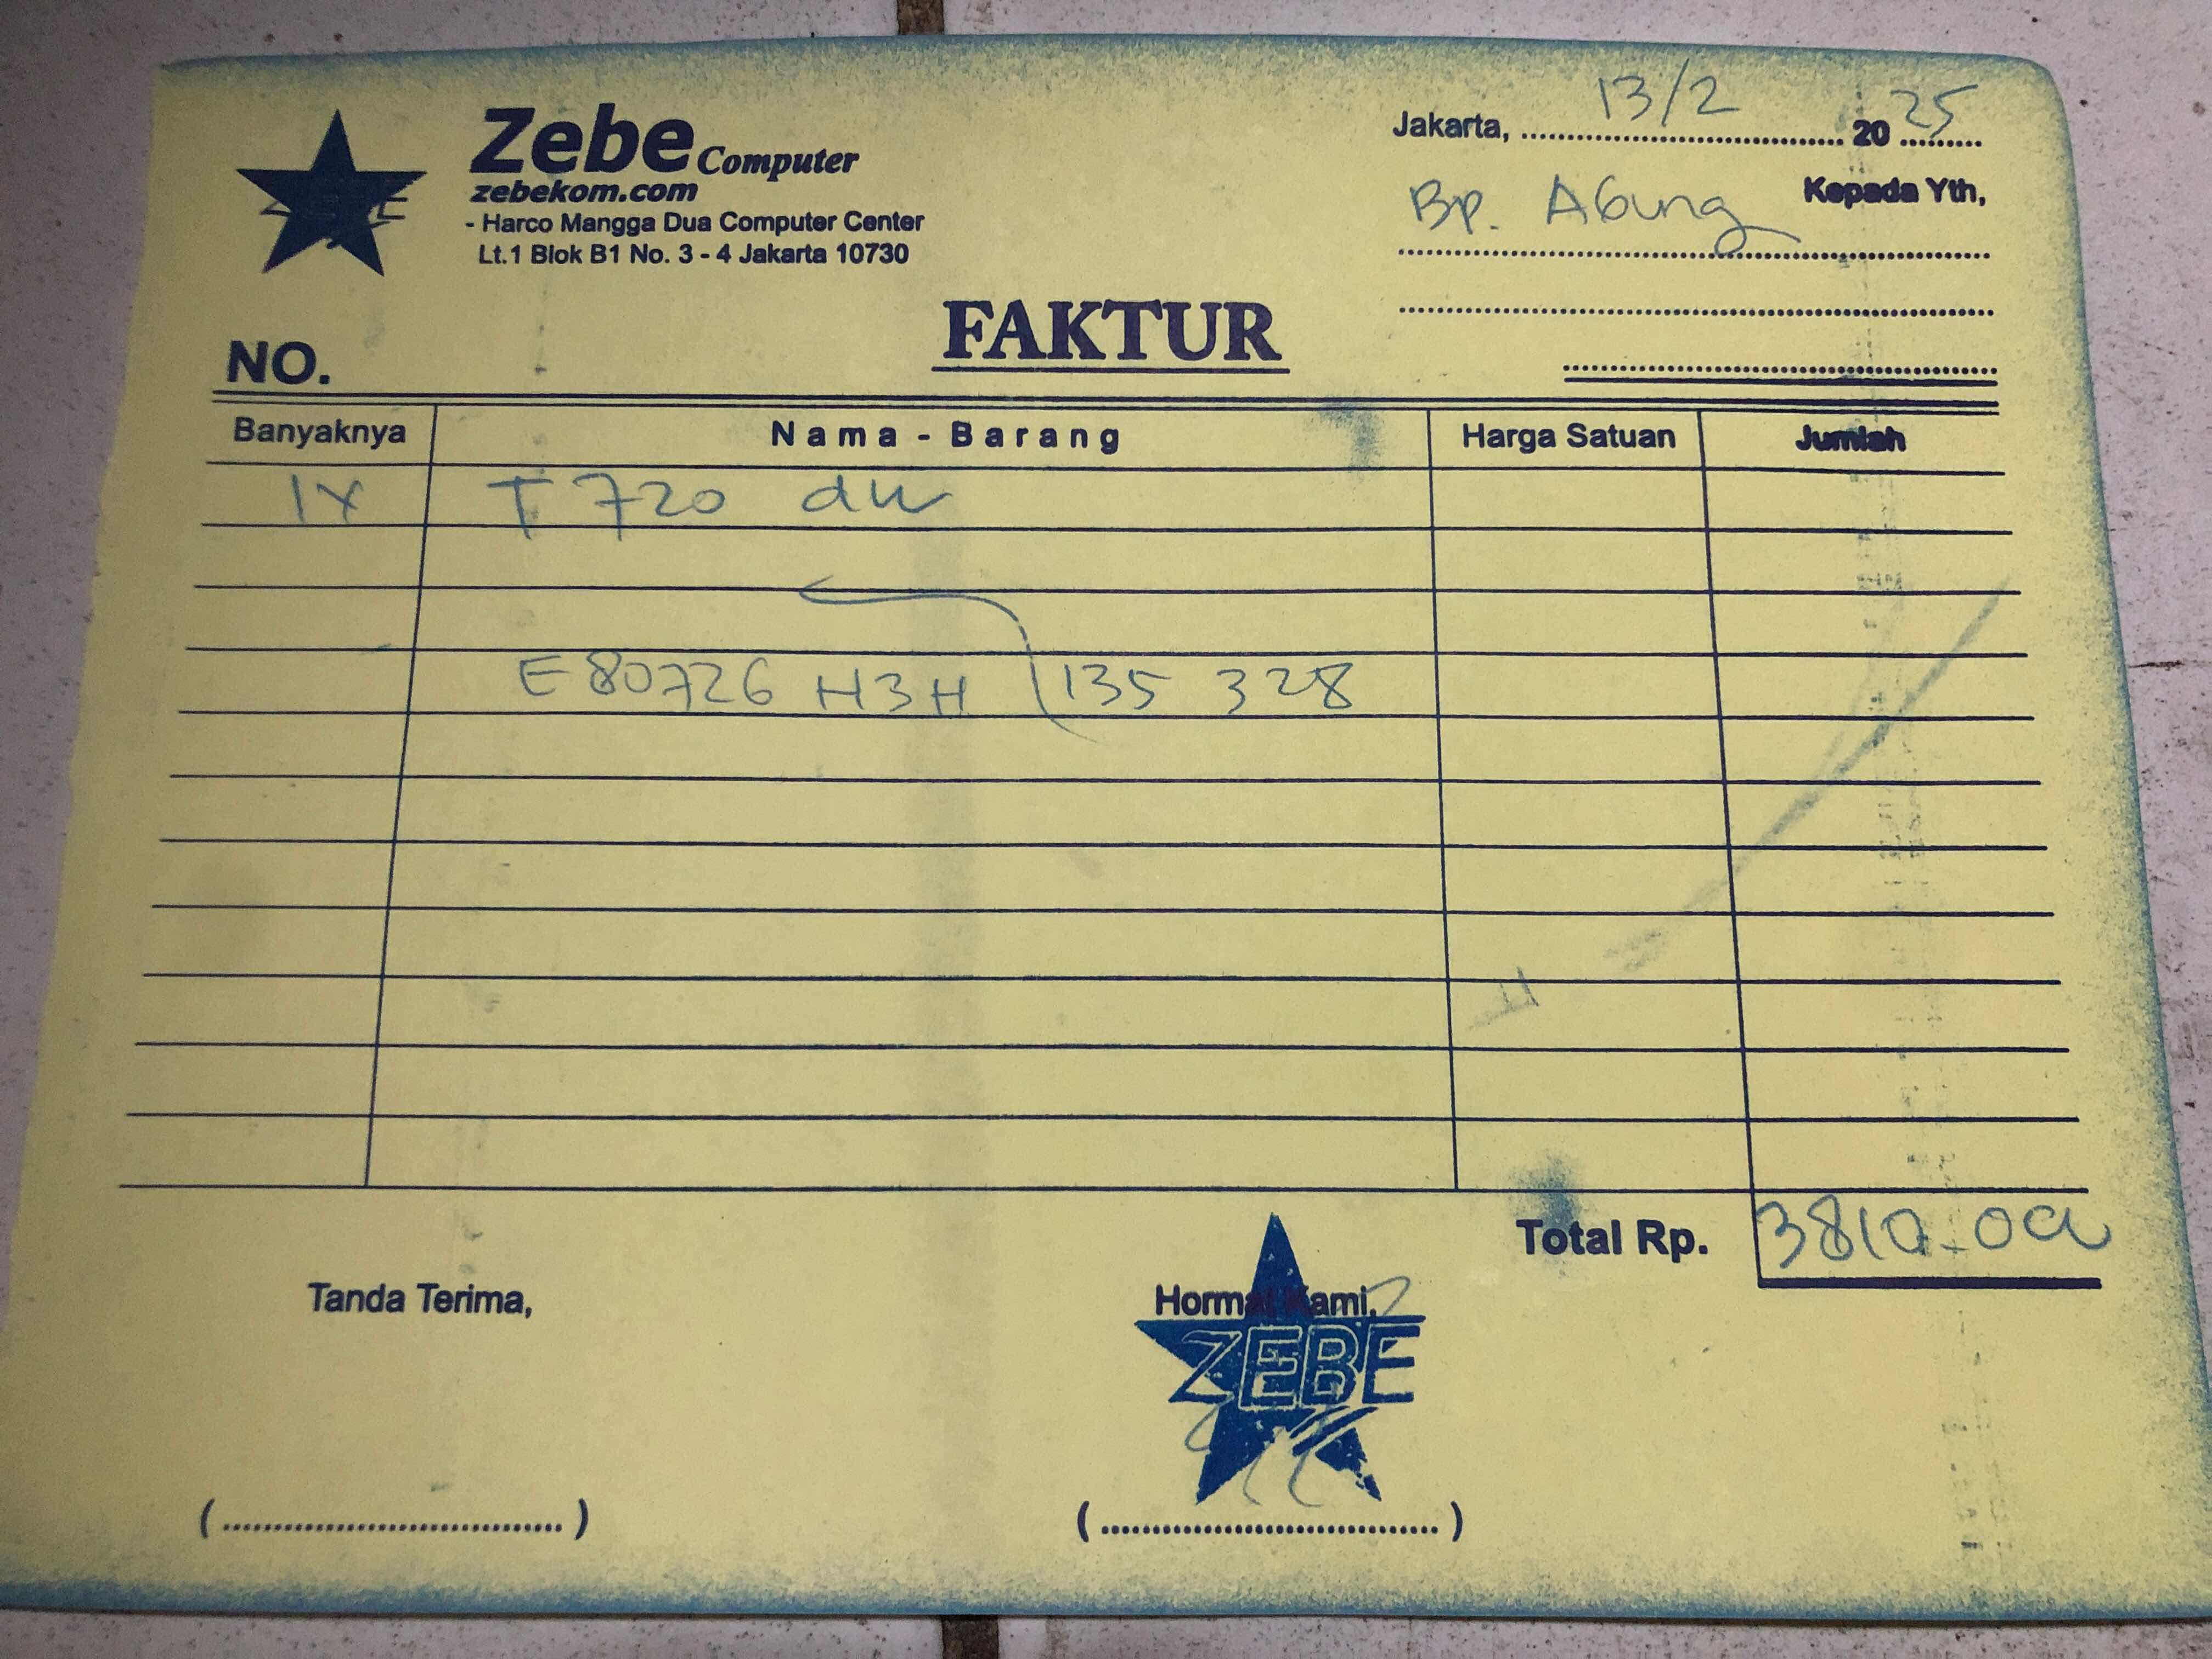 Zebe Computer
zebekom.com
- Harco Mangga Dua Computer Center
Lt.1 Blok B1 No. 3 - 4 Jakarta 10730
Jakarta, 13/2 20 25
Kepada Yth,
Bp. Agung
FAKTUR
NO.
Banyaknya Nama - Barang Harga Satuan Jumlah
1X T 720 dw
E80726 H3H 135 328
Total Rp. 3810.00
Tanda Terima,
Hormat Kami,
ZEBE